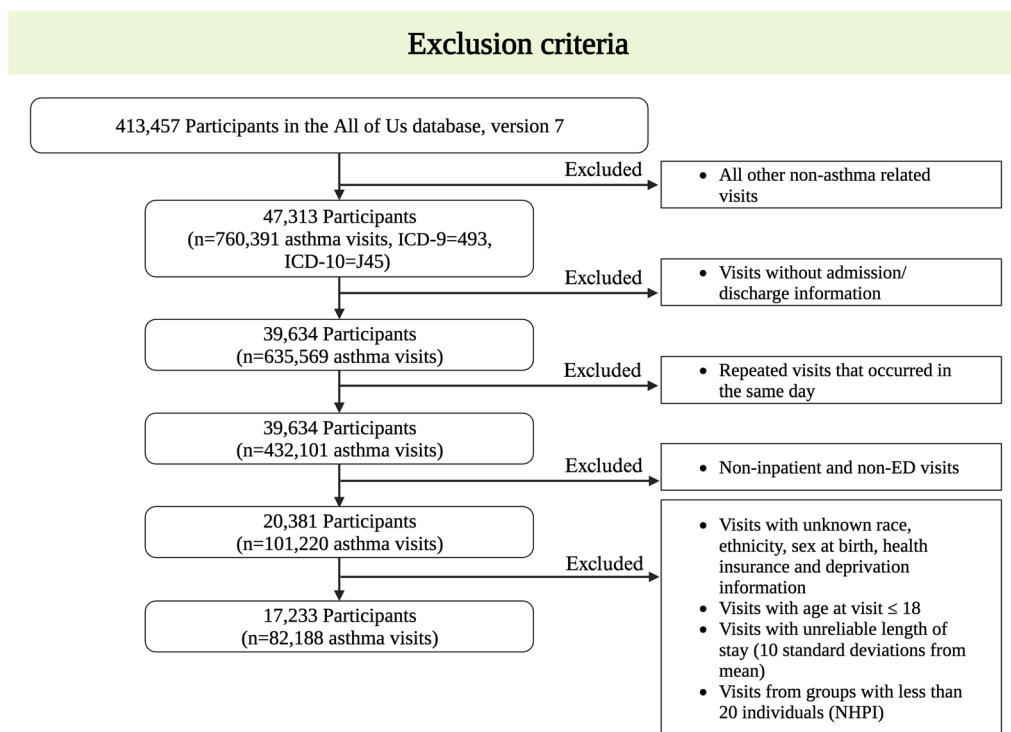 Exclusion criteria
413,457 Participants in the All of Us database, version 7
Excluded
• All other non-asthma related
visits
47,313 Participants
(n=760,391 asthma visits, ICD-9=493,
ICD-10=J45)
Excluded
• Visits without admission/
discharge information
39,634 Participants
(n=635,569 asthma visits)
Excluded
• Repeated visits that occurred in
the same day
39,634 Participants
(n=432,101 asthma visits)
Excluded
• Non-inpatient and non-ED visits
20,381 Participants
(n=101,220 asthma visits)
Excluded
• Visits with unknown race,
ethnicity, sex at birth, health
insurance and deprivation
information
• Visits with age at visit ≤ 18
• Visits with unreliable length of
stay (10 standard deviations from
mean)
• Visits from groups with less than
20 individuals (NHPI)
17,233 Participants
(n=82,188 asthma visits)